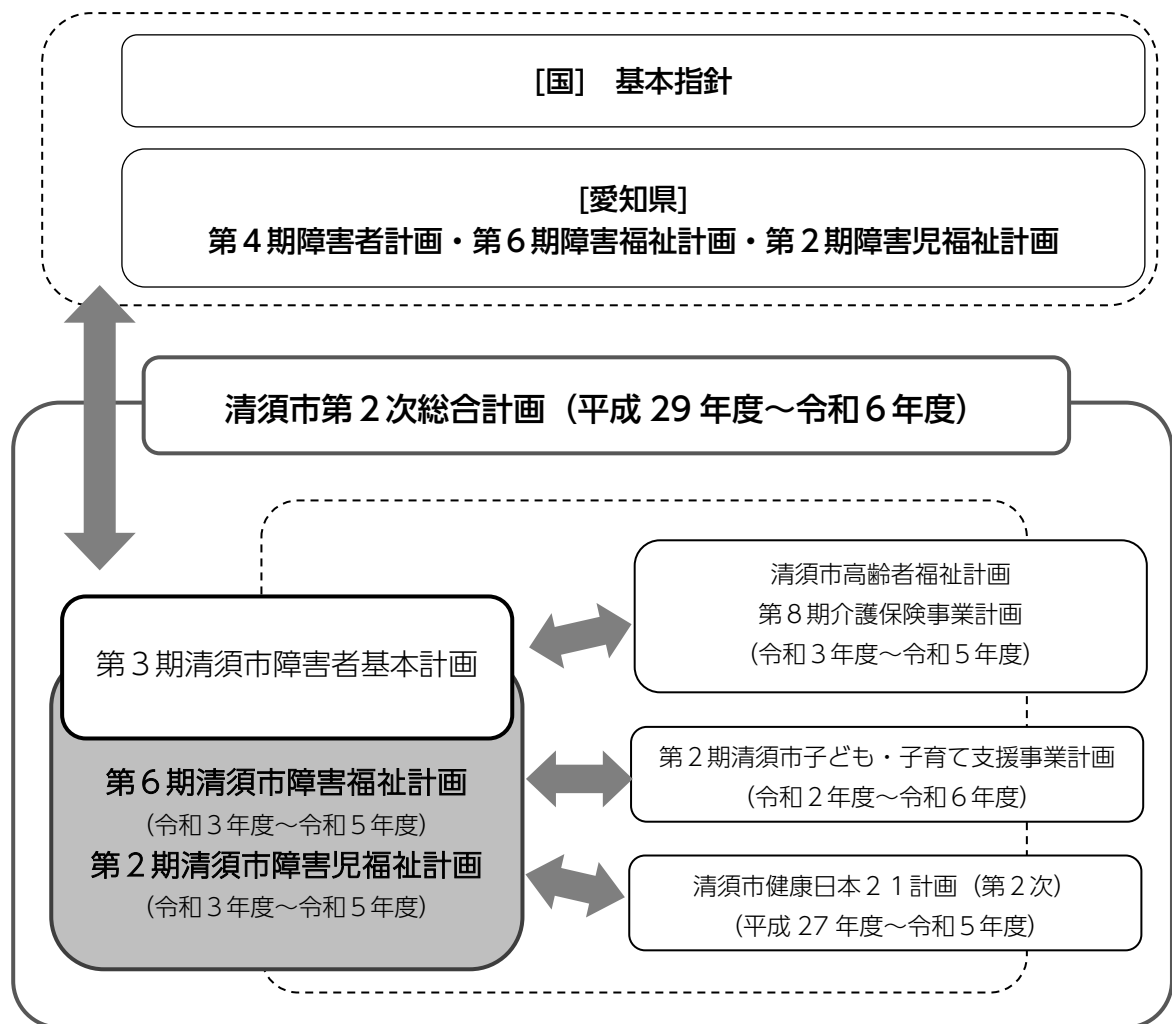 [国] 基本指針
[愛知県]
第４期障害者計画・第６期障害福祉計画・第２期障害児福祉計画
清須市第２次総合計画（平成 29 年度～令和６年度）
第３期清須市障害者基本計画
第６期清須市障害福祉計画
（令和３年度～令和５年度）
第２期清須市障害児福祉計画
（令和３年度～令和５年度）
清須市高齢者福祉計画
第８期介護保険事業計画
（令和３年度～令和５年度）
第２期清須市子ども・子育て支援事業計画
（令和２年度～令和６年度）
清須市健康日本２１計画（第２次）
（平成 27 年度～令和５年度）